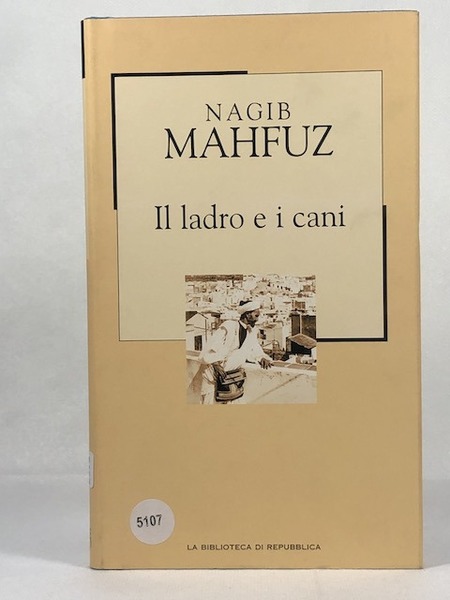 NAGIB
MAHFUZ
Il ladro e i cani
5107
LA BIBLIOTECA DI REPUBBLICA